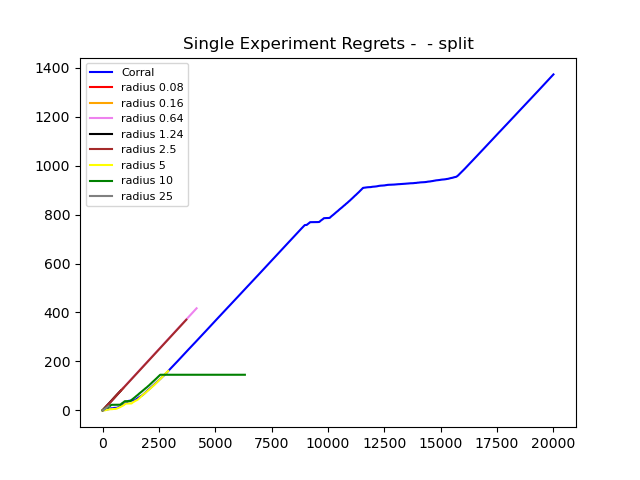 Single Experiment Regrets -  - split
1400
1200
1000
800
600
400
200
0
Corral
radius 0.08
radius 0.16
radius 0.64
radius 1.24
radius 2.5
radius 5
radius 10
radius 25
0 2500 5000 7500 10000 12500 15000 17500 20000